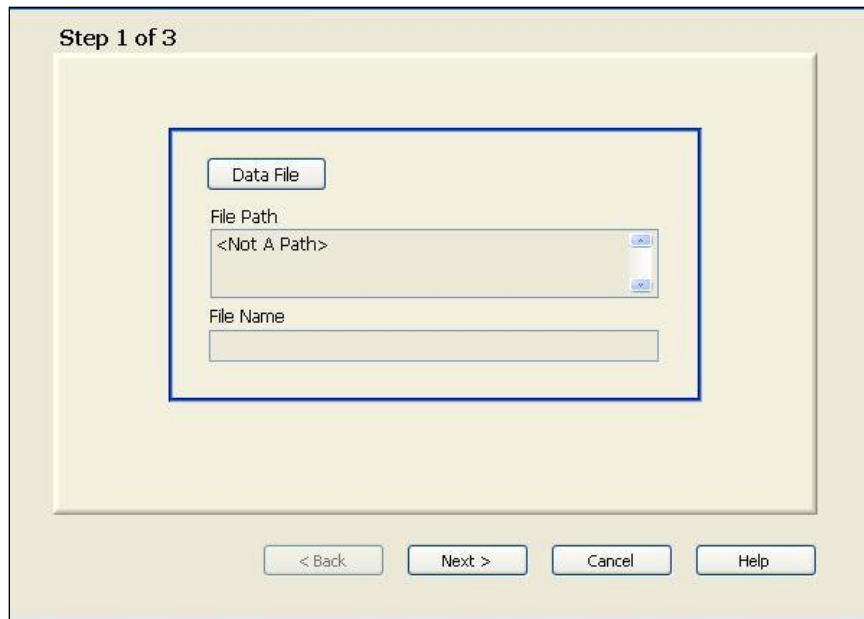 Step 1 of 3
Data File
File Path
<Not A Path>
File Name
< Back
Next >
Cancel
Help